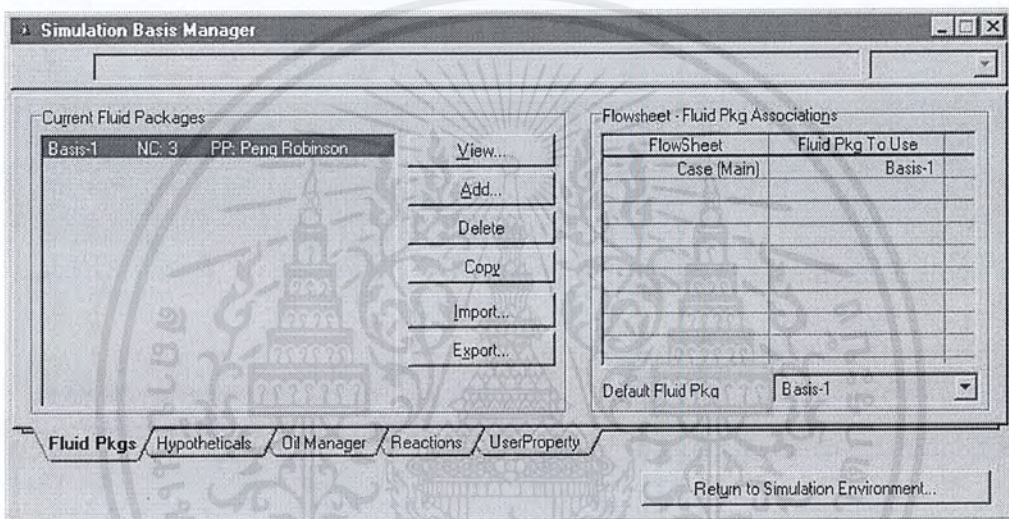 Simulation Basis Manager
Current Fluid Packages
Basis-1 NC: 3 PP: Peng Robinson
View...
Add...
Delete
Copy
Import...
Export...
Flowsheet - Fluid Pkg Associations
FlowSheet Fluid Pkg To Use
Case (Main) Basis-1
Default Fluid Pkg Basis-1
Fluid Pkgs Hypotheticals Oil Manager Reactions UserProperty
Return to Simulation Environment...